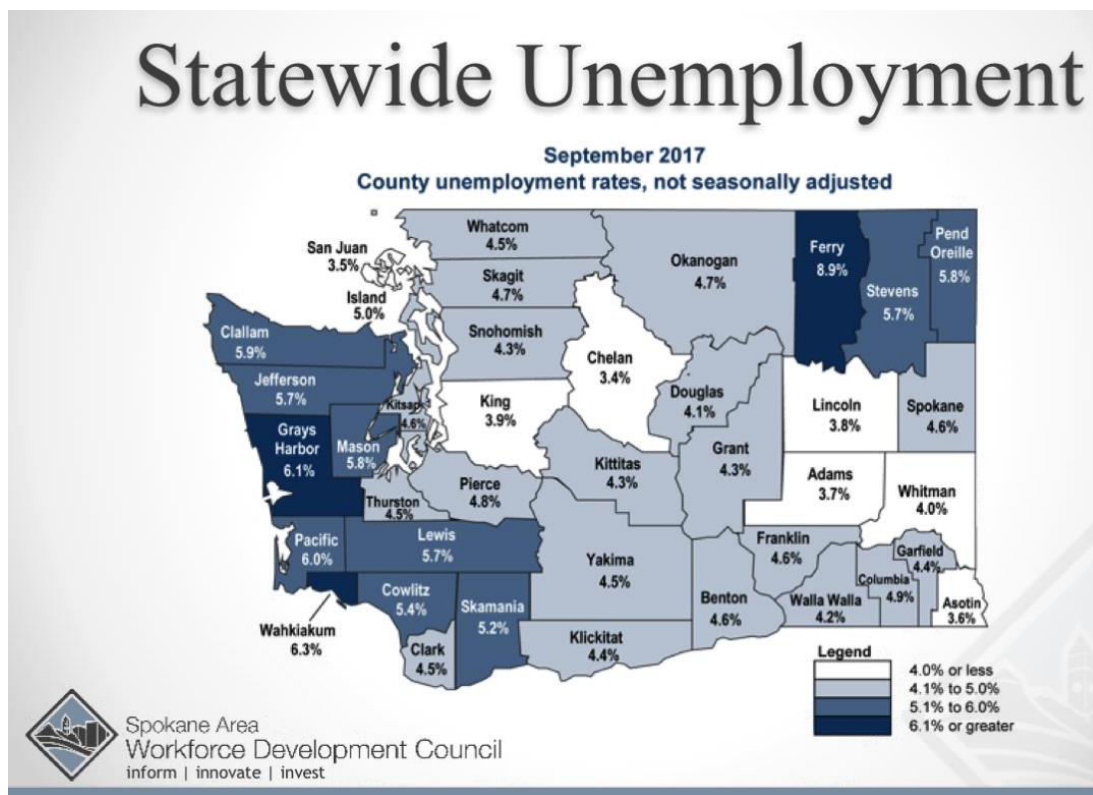 Statewide Unemployment
September 2017
County unemployment rates, not seasonally adjusted
Whatcom
4.5%
San Juan
3.5%
Skagit
4.7%
Island
5.0%
Okanogan
4.7%
Ferry
8.9%
Stevens
5.7%
Pend
Oreille
5.8%
Clallam
5.9%
Snohomish
4.3%
Chelan
3.4%
Jefferson
5.7%
Kitsap
4.6%
King
3.9%
Douglas
4.1%
Lincoln
3.8%
Spokane
4.6%
Grays
Harbor
6.1%
Mason
5.8%
Kittitas
4.3%
Grant
4.3%
Adams
3.7%
Whitman
4.0%
Thurston
4.5%
Pierce
4.8%
Pacific
6.0%
Lewis
5.7%
Yakima
4.5%
Franklin
4.6%
Garfield
4.4%
Columbia
4.9%
Cowlitz
5.4%
Skamania
5.2%
Benton
4.6%
Walla Walla
4.2%
Asotin
3.6%
Wahkiakum
6.3%
Clark
4.5%
Klickitat
4.4%
Legend
4.0% or less
4.1% to 5.0%
5.1% to 6.0%
6.1% or greater
Spokane Area
Workforce Development Council
inform | innovate | invest